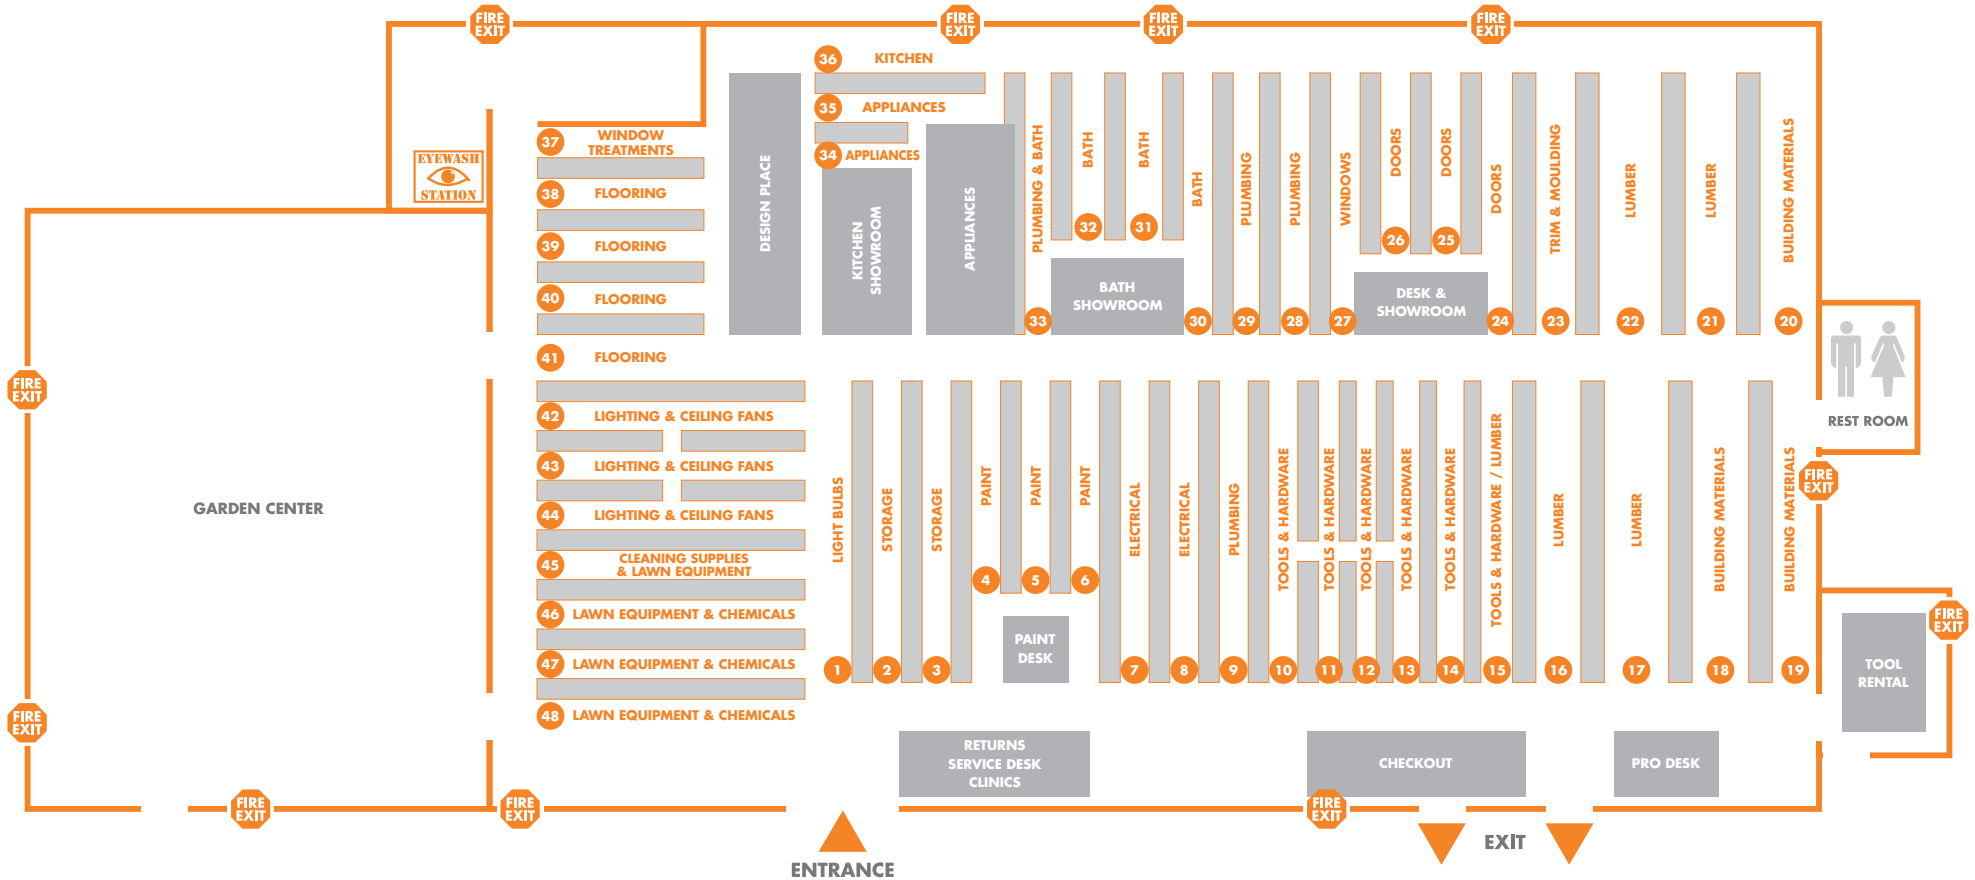 FIRE
EXIT
FIRE
EXIT
FIRE
EXIT
FIRE
EXIT
36 KITCHEN
35 APPLIANCES
34 APPLIANCES
37 WINDOW
TREATMENTS
38 FLOORING
39 FLOORING
40 FLOORING
41 FLOORING
EYEWASH
STATION
DESIGN PLACE
KITCHEN
SHOWROOM
APPLIANCES
PLUMBING & BATH
33
BATH
32
BATH
31
BATH SHOWROOM
BATH
30
PLUMBING
29
PLUMBING
28
WINDOWS
27
DOORS
26
DOORS
25
DESK &
SHOWROOM
DOORS
24
TRIM & MOULDING
23
LUMBER
22
LUMBER
21
BUILDING MATERIALS
20
REST ROOM
FIRE
EXIT
FIRE
EXIT
GARDEN CENTER
FIRE
EXIT
42 LIGHTING & CEILING FANS
43 LIGHTING & CEILING FANS
44 LIGHTING & CEILING FANS
45 CLEANING SUPPLIES
& LAWN EQUIPMENT
46 LAWN EQUIPMENT & CHEMICALS
47 LAWN EQUIPMENT & CHEMICALS
48 LAWN EQUIPMENT & CHEMICALS
LIGHT BULBS
1
STORAGE
2
STORAGE
3
PAINT
4
PAINT
5
PAINT
6
PAINT
DESK
ELECTRICAL
7
ELECTRICAL
8
PLUMBING
9
TOOLS & HARDWARE
10
TOOLS & HARDWARE
11
TOOLS & HARDWARE
12
TOOLS & HARDWARE
13
TOOLS & HARDWARE
14
TOOLS & HARDWARE / LUMBER
15
LUMBER
16
LUMBER
17
BUILDING MATERIALS
18
BUILDING MATERIALS
19
FIRE
EXIT
TOOL
RENTAL
RETURNS
SERVICE DESK
CLINICS
CHECKOUT
PRO DESK
FIRE
EXIT
FIRE
EXIT
FIRE
EXIT
ENTRANCE
EXIT